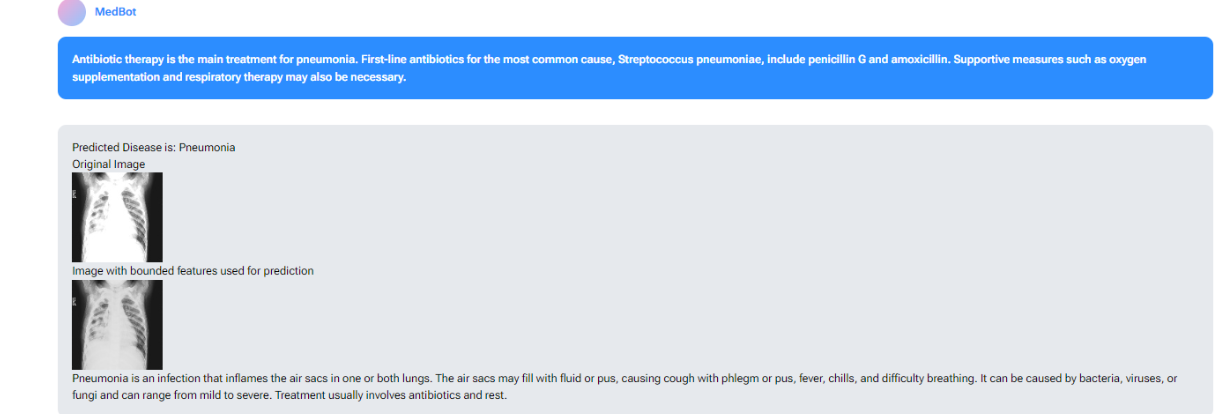 MedBot
Antibiotic therapy is the main treatment for pneumonia. First-line antibiotics for the most common cause, Streptococcus pneumoniae, include penicillin G and amoxicillin. Supportive measures such as oxygen
supplementation and respiratory therapy may also be necessary.
Predicted Disease is: Pneumonia
Original Image
Image with bounded features used for prediction
Pneumonia is an infection that inflames the air sacs in one or both lungs. The air sacs may fill with fluid or pus, causing cough with phlegm or pus, fever, chills, and difficulty breathing. It can be caused by bacteria, viruses, or
fungi and can range from mild to severe. Treatment usually involves antibiotics and rest.